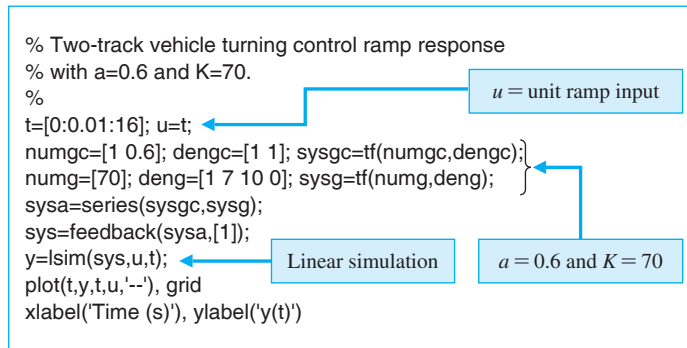 % Two-track vehicle turning control ramp response
% with a=0.6 and K=70.
%
u = unit ramp input
t=[0:0.01:16]; u=t;
numgc=[1 0.6]; dengc=[1 1]; sysgc=tf(numgc,dengc);
numg=[70]; deng=[1 7 10 0]; sysg=tf(numg,deng);
sysa=series(sysgc,sysg);
sys=feedback(sysa,[1]);
y=lsim(sys,u,t);
Linear simulation
a = 0.6 and K = 70
plot(t,y,t,u,'--'), grid
xlabel('Time (s)'), ylabel('y(t)')